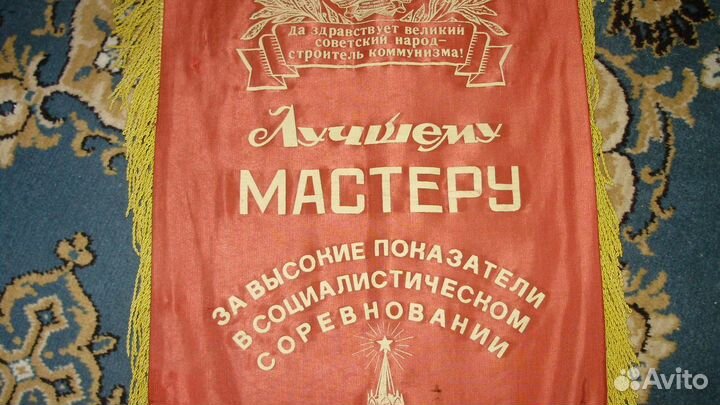 Да здравствует великий
советский народ—
строитель коммунизма!
Лучшему
МАСТЕРУ
ЗА ВЫСОКИЕ ПОКАЗАТЕЛИ
В СОЦИАЛИСТИЧЕСКОМ
СОРЕВНОВАНИИ
Avito